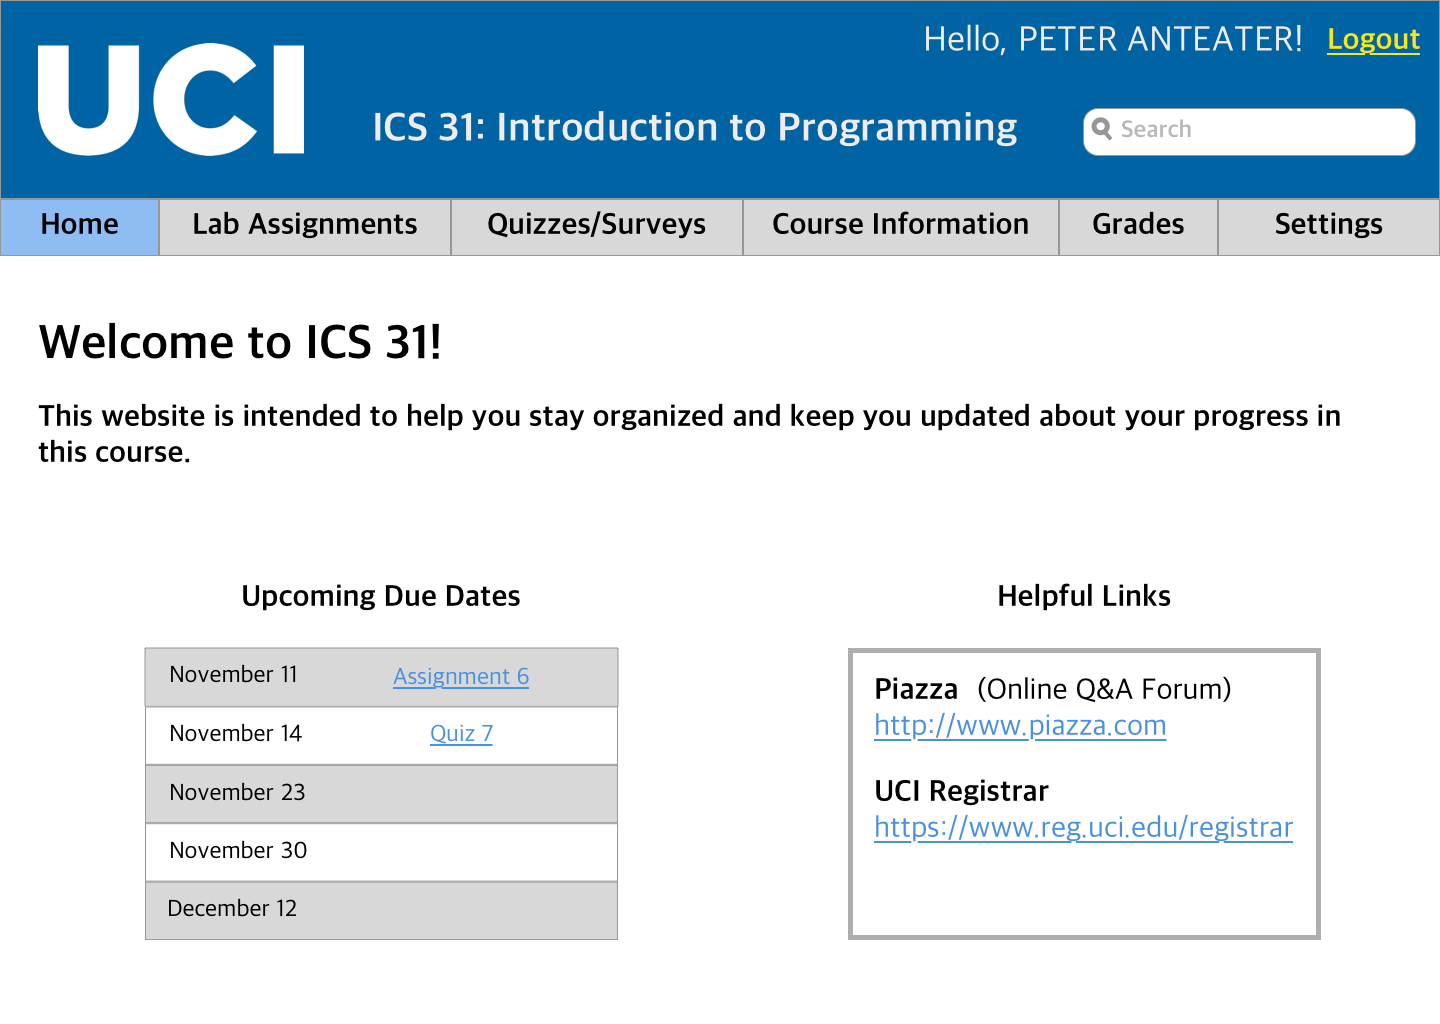 Hello, PETER ANTEATER! Logout
UCI
ICS 31: Introduction to Programming
Search
Home
Lab Assignments
Quizzes/Surveys
Course Information
Grades
Settings
Welcome to ICS 31!
This website is intended to help you stay organized and keep you updated about your progress in
this course.
Upcoming Due Dates
November 11 Assignment 6
November 14 Quiz 7
November 23
November 30
December 12
Helpful Links
Piazza (Online Q&A Forum)
http://www.piazza.com
UCI Registrar
https://www.reg.uci.edu/registrar